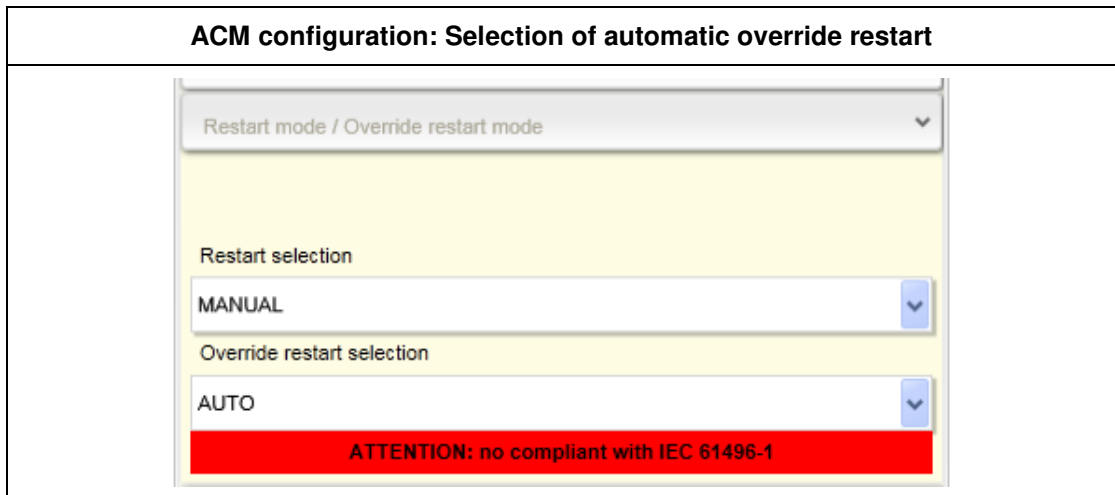 ACM configuration: Selection of automatic override restart
Restart mode / Override restart mode
Restart selection
MANUAL
Override restart selection
AUTO
ATTENTION: no compliant with IEC 61496-1